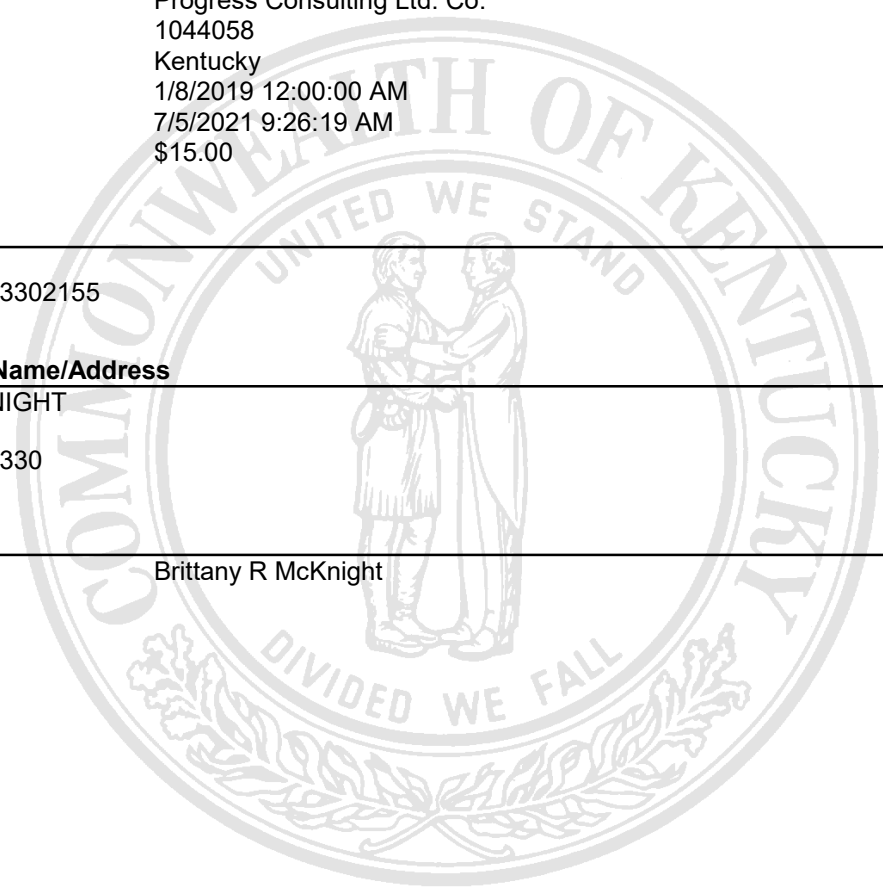 Progress Consulting Ltd. Co.
1044058
Kentucky
1/8/2019 12:00:00 AM
7/5/2021 9:26:19 AM
$15.00
COMMONWEALTH OF KENTUCKY
UNITED WE STAND
3302155
Name/Address
NIGHT
330
Brittany R McKnight
DIVIDED WE FALL